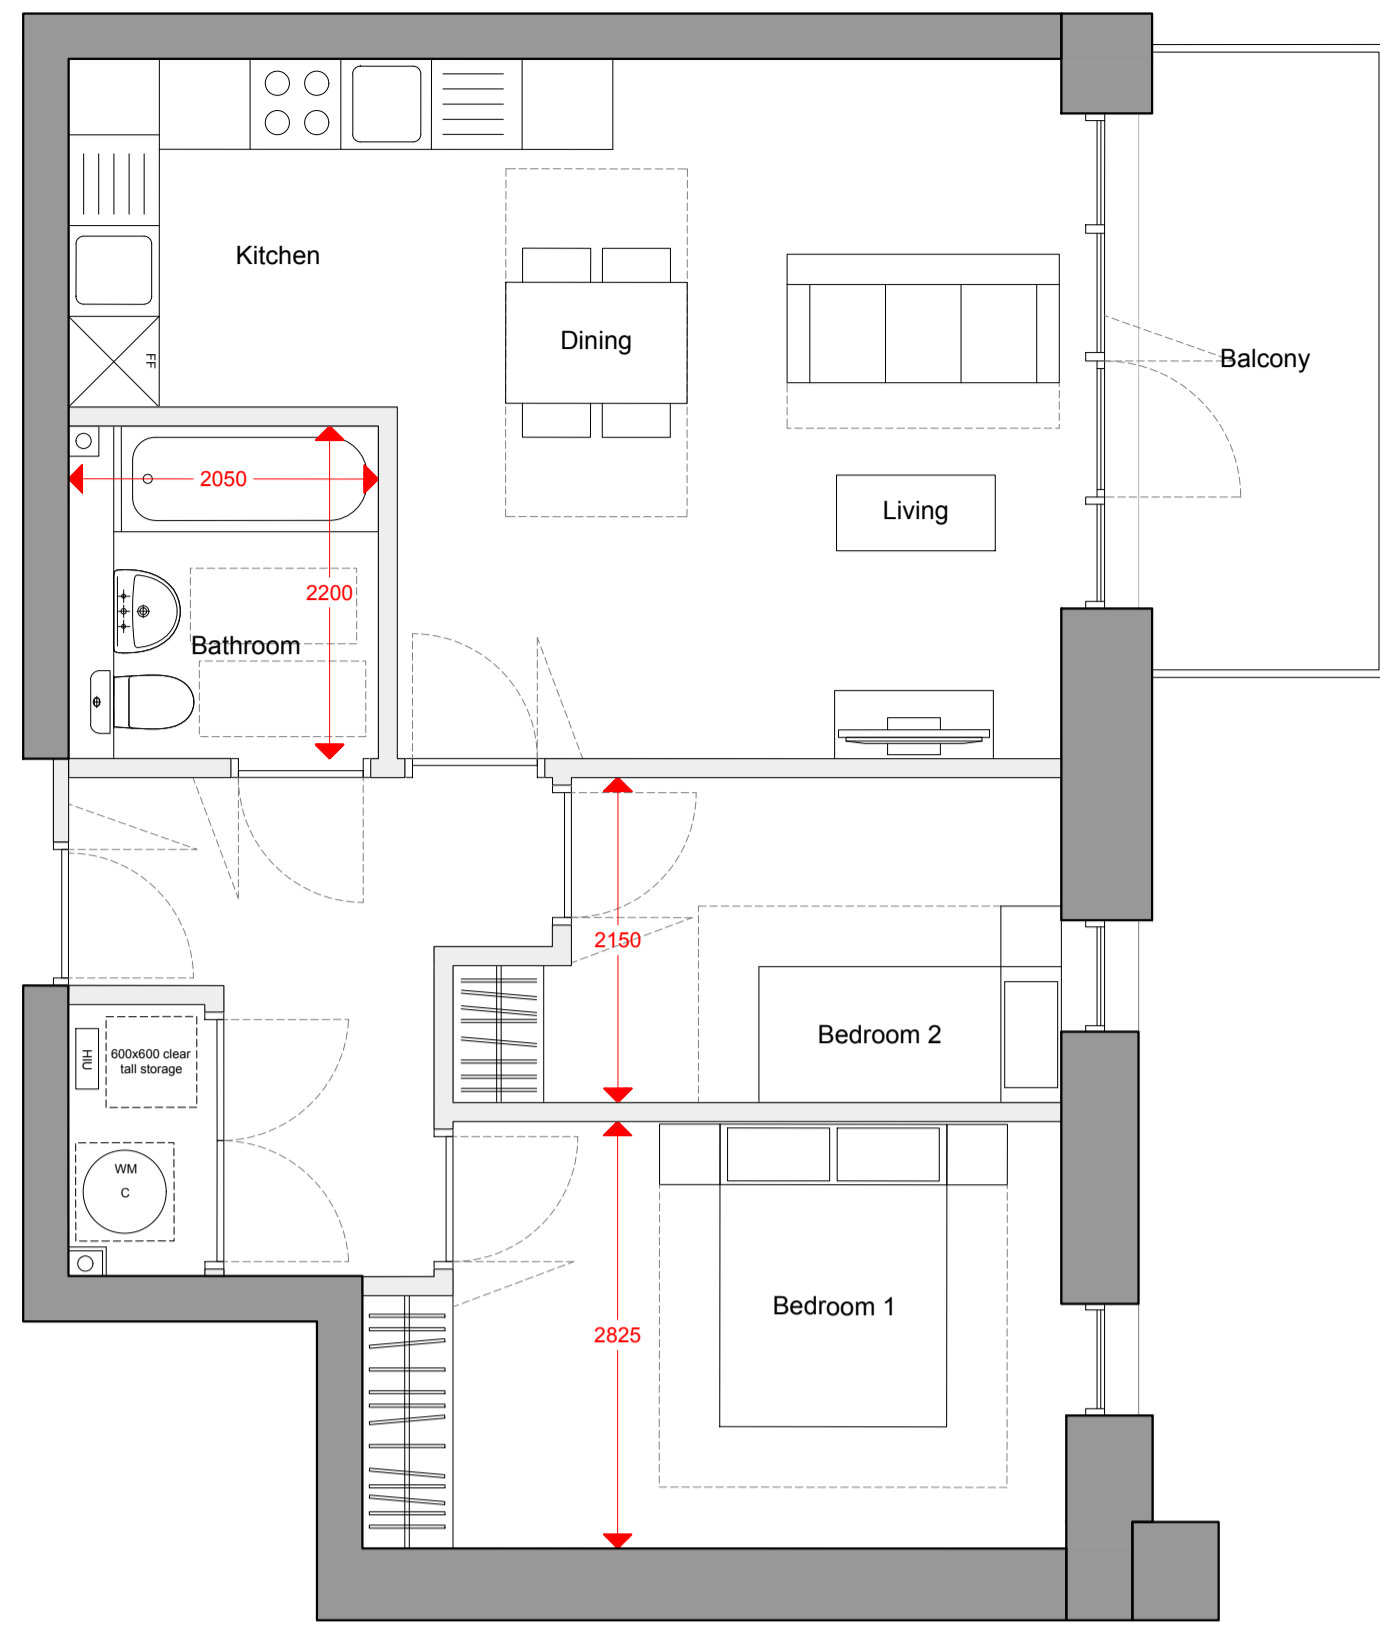 Kitchen
FF
Dining
Balcony
2050
Living
2200
Bathroom
2150
Bedroom 2
HIU
600x600 clear
tall storage
WM
C
Bedroom 1
2825